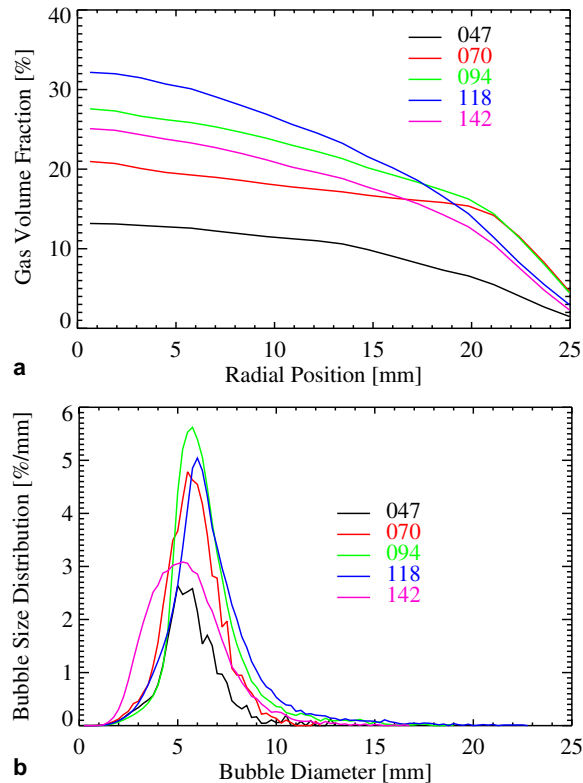 40
30
20
10
0
Gas Volume Fraction [%]
047
070
094
118
142
0 5 10 15 20 25
Radial Position [mm]
a
6
5
4
3
2
1
0
Bubble Size Distribution [%/mm]
047
070
094
118
142
0 5 10 15 20 25
Bubble Diameter [mm]
b